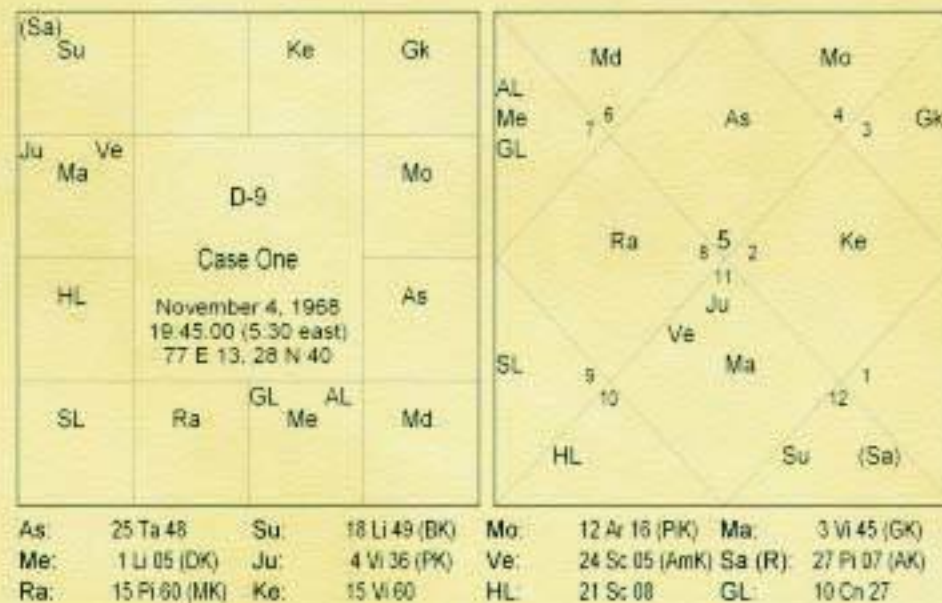 (Sa)
Su Ke Gk
Ju Ve
Ma Mo
D-9
Case One
HL As
November 4, 1968
19:45:00 (5:30 east)
77 E 13, 28 N 40
GL AL
SL Ra Me Md
Md Mo
AL
Me 7 6 As 4 3 Gk
GL
Ra 8 5 2 Ke
11
Ju
Ve
SL 9 Ma 1
10 12
HL Su (Sa)
As: 25 Ta 48 Su: 18 Li 49 (BK) Mo: 12 Ar 16 (PiK) Ma: 3 Vi 45 (GK)
Me: 1 Li 05 (DK) Ju: 4 Vi 36 (PK) Ve: 24 Sc 05 (AmK) Sa (R): 27 Pi 07 (AK)
Ra: 15 Pi 60 (MK) Ke: 15 Vi 60 HL: 21 Sc 08 GL: 10 Cn 27